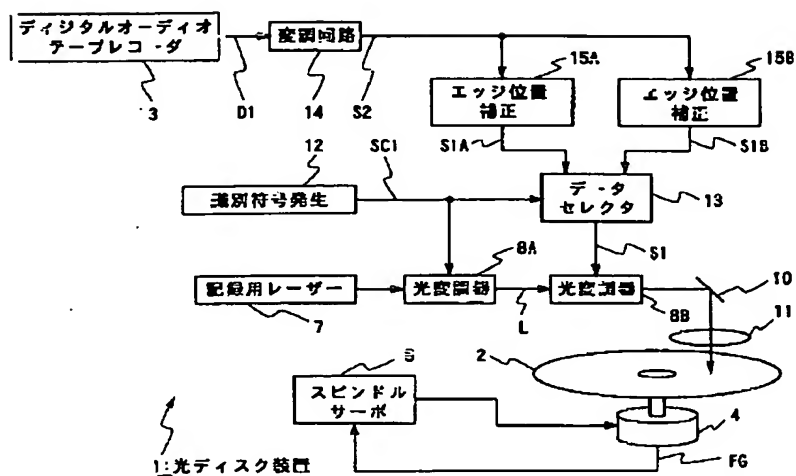 ディジタルオーディオ
テープレコーダ
3
D1
変調回路
14
S2
15A
エッジ位置
補正
S1A
15B
エッジ位置
補正
S1B
12
識別符号発生
SC1
データ
セレクタ
13
S1
記録用レーザー
7
8A
光変調器
L
光変調器
8B
10
11
2
スピンドル
サーボ
4
FG
1:光ディスク装置